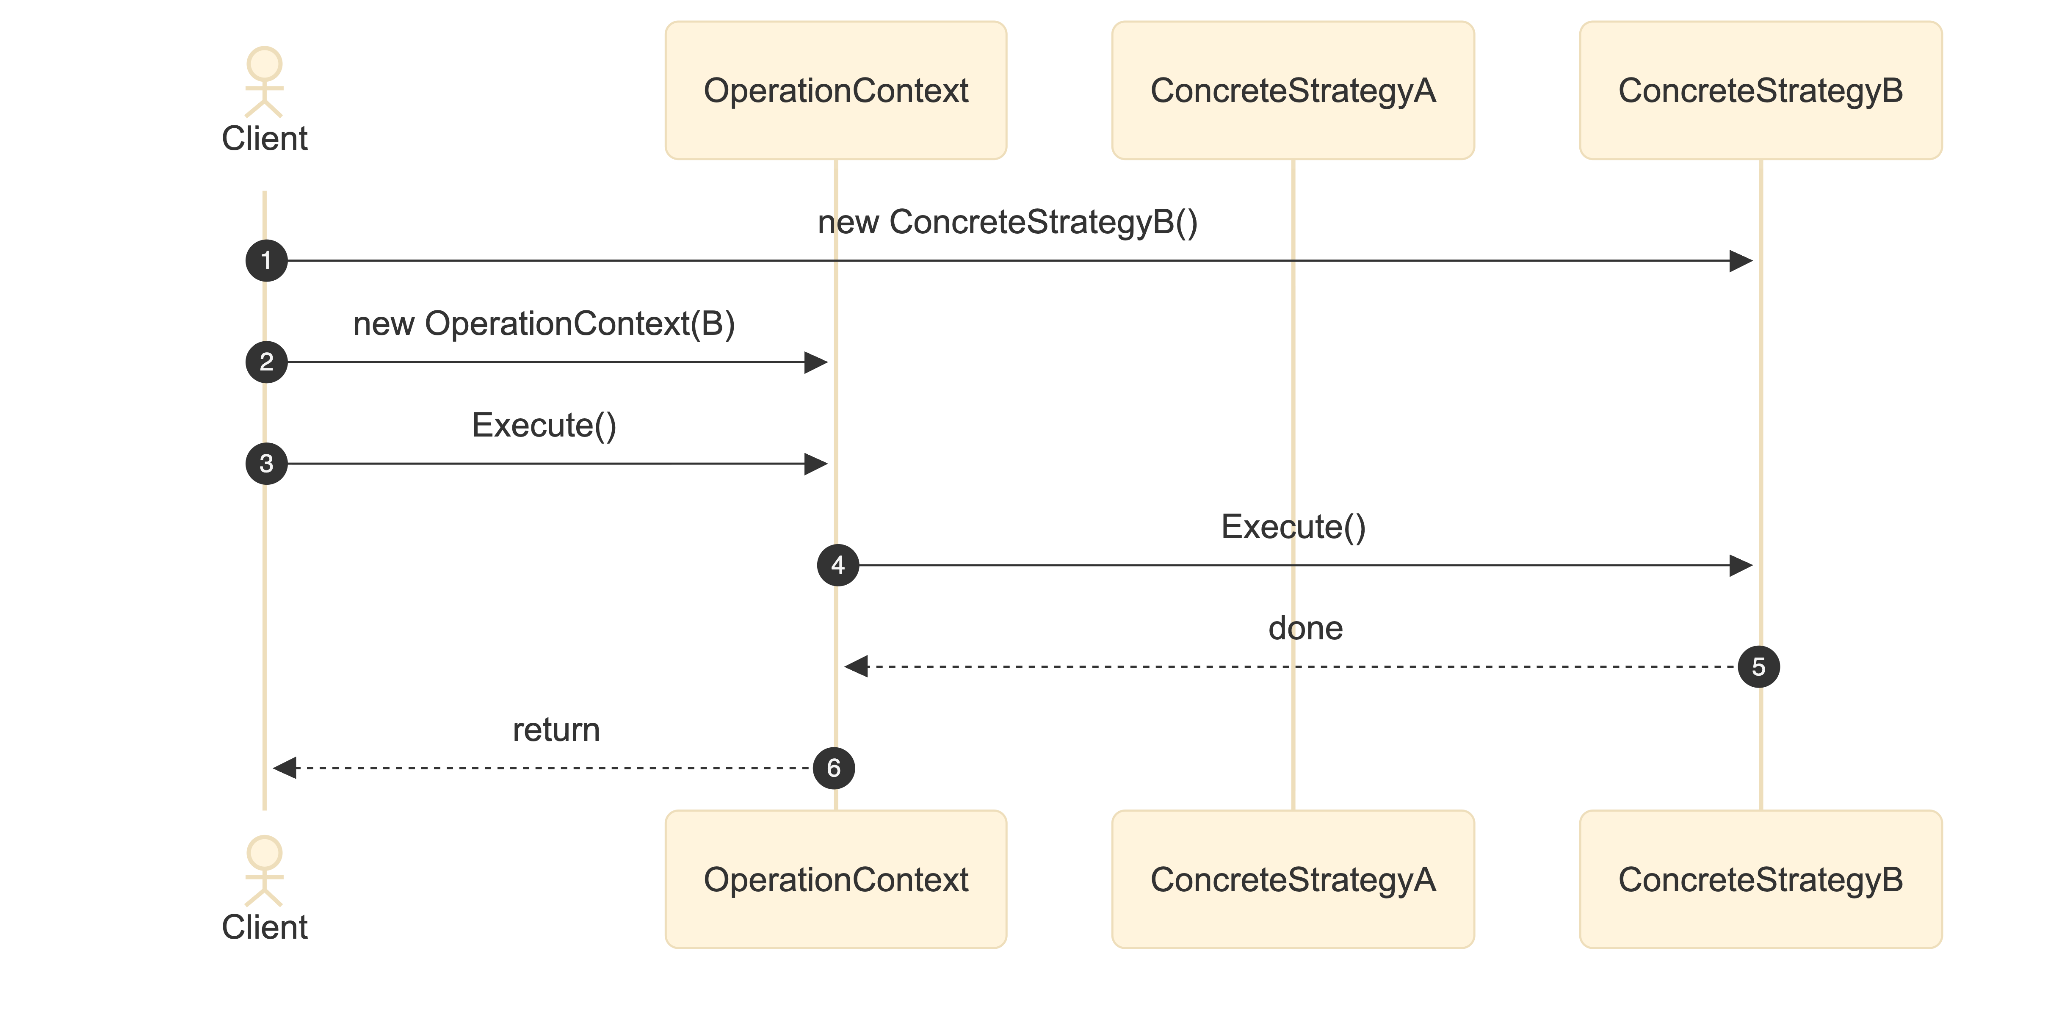 Client
OperationContext
ConcreteStrategyA
ConcreteStrategyB
new ConcreteStrategyB()
1
new OperationContext(B)
2
Execute()
3
Execute()
4
done
5
return
6
Client
OperationContext
ConcreteStrategyA
ConcreteStrategyB